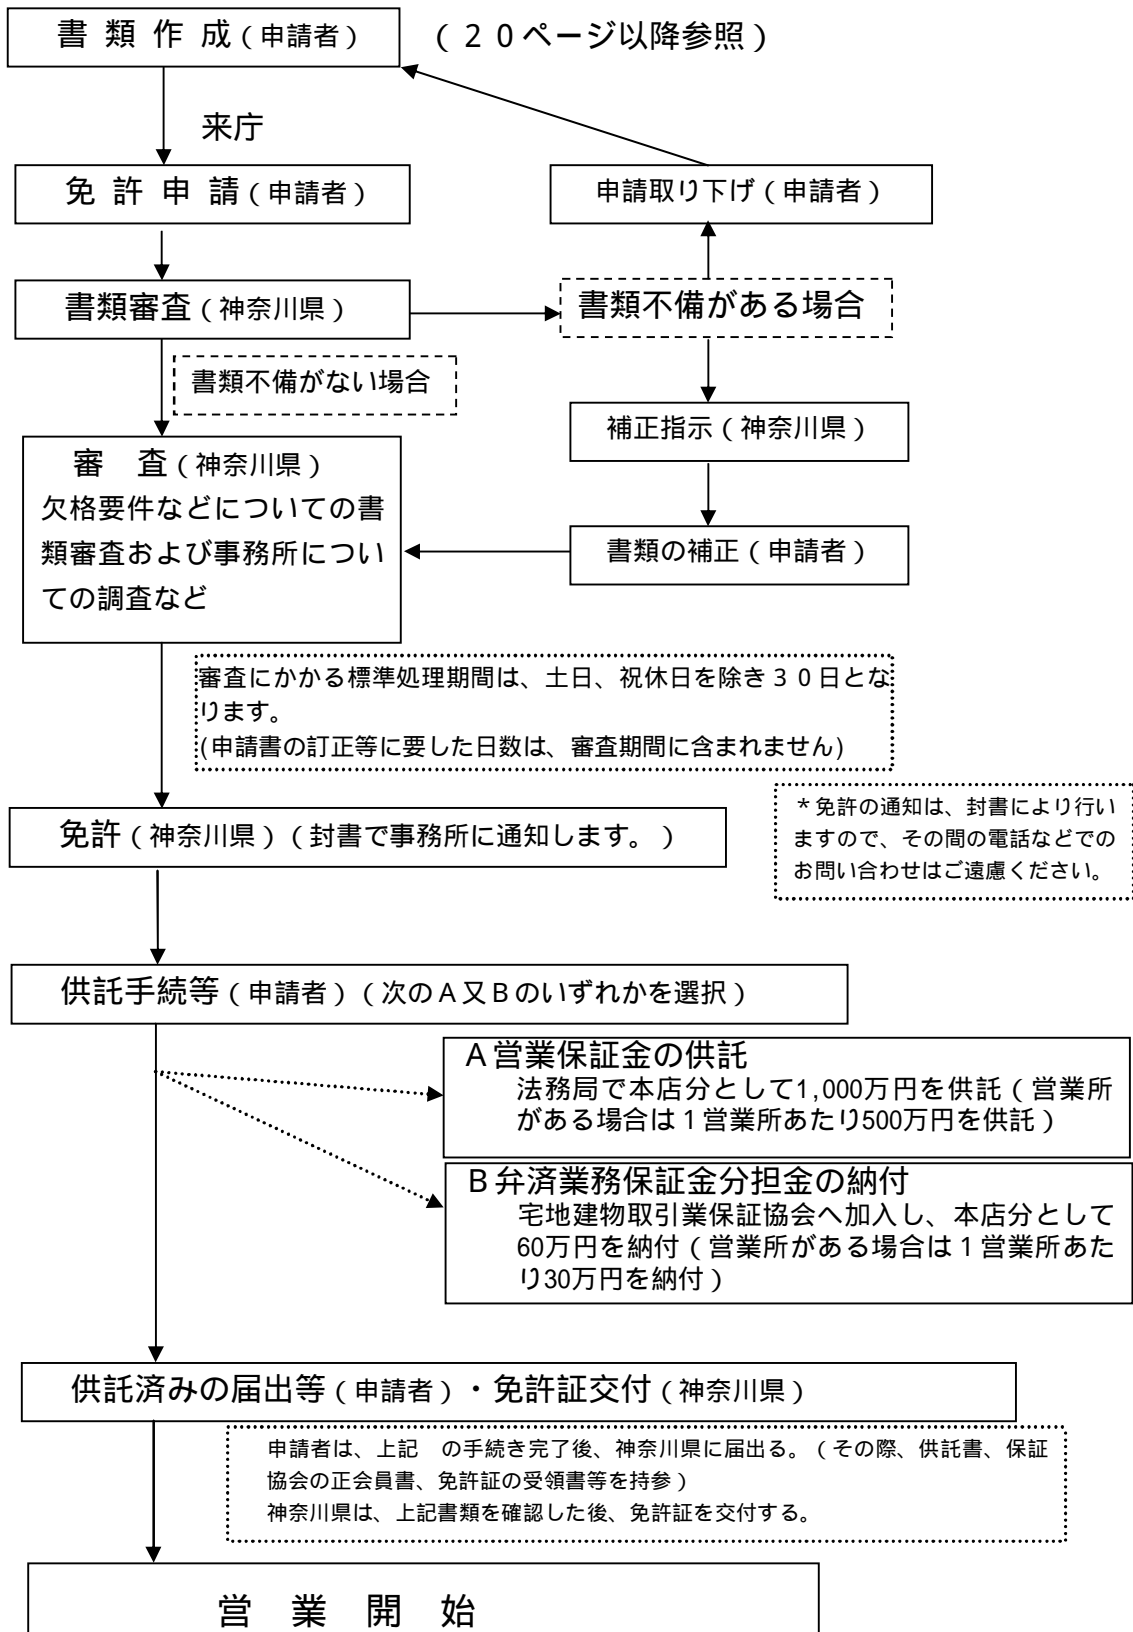 書類作成(申請者)
(20ページ以降参照)
来庁
免許申請(申請者)
申請取り下げ(申請者)
書類審査(神奈川県)
書類不備がある場合
書類不備がない場合
補正指示(神奈川県)
審 査(神奈川県)
欠格要件などについての書
類審査および事務所につい
ての調査など
書類の補正(申請者)
審査にかかる標準処理期間は、土日、祝休日を除き30日とな
ります。
(申請書の訂正等に要した日数は、審査期間に含まれません)
免許(神奈川県)(封書で事務所に通知します。)
*免許の通知は、封書により行い
ますので、その間の電話などでの
お問い合わせはご遠慮ください。
供託手続等(申請者)(次のA又Bのいずれかを選択)
A営業保証金の供託
法務局で本店分として1,000万円を供託(営業所
がある場合は1営業所あたり500万円を供託)
B弁済業務保証金分担金の納付
宅地建物取引業保証協会へ加入し、本店分として
60万円を納付(営業所がある場合は1営業所あた
り30万円を納付)
供託済みの届出等(申請者)・免許証交付(神奈川県)
申請者は、上記 の手続き完了後、神奈川県に届出る。(その際、供託書、保証
協会の正会員書、免許証の受領書等を持参)
神奈川県は、上記書類を確認した後、免許証を交付する。
営業開始